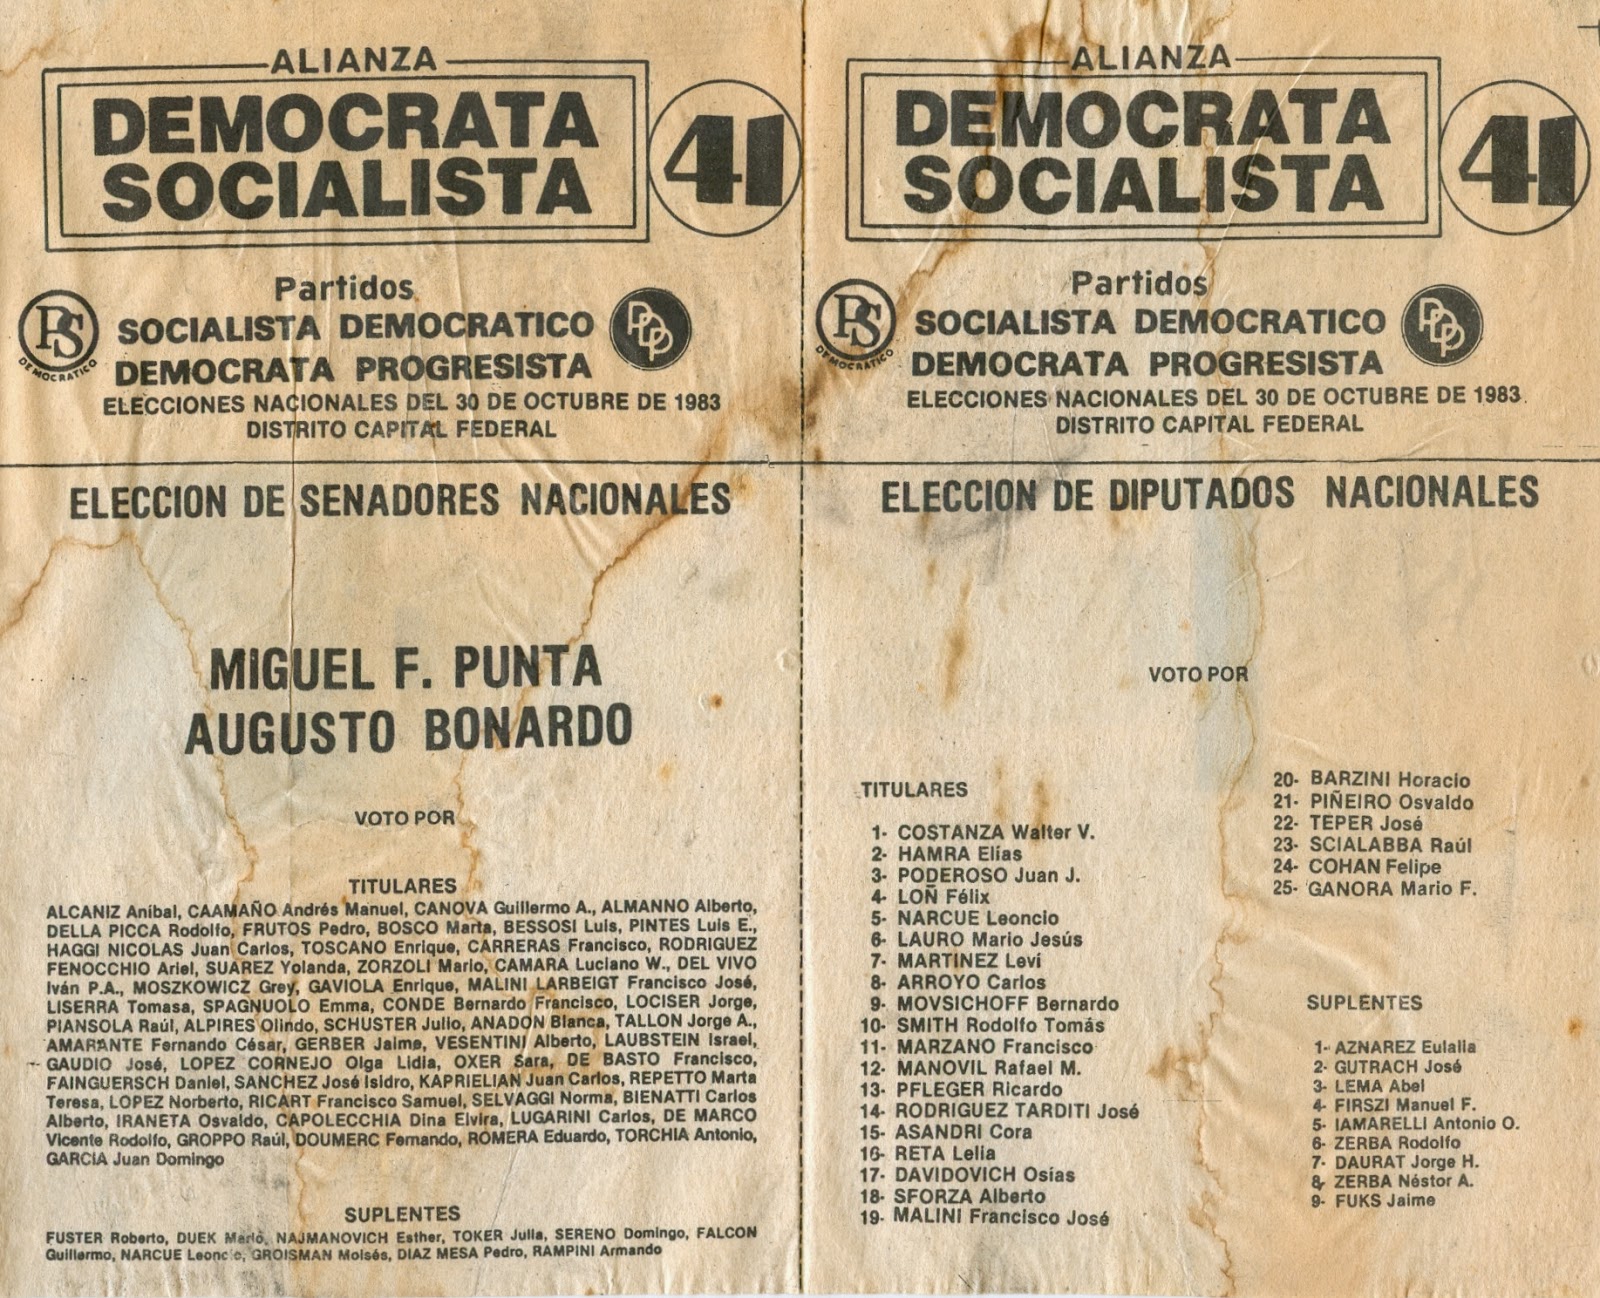 ALIANZA
DEMOCRATA
SOCIALISTA
41
Partidos
PS
DEMOCRATICO
SOCIALISTA DEMOCRATICO
DEMOCRATA PROGRESISTA
PDP
ELECCIONES NACIONALES DEL 30 DE OCTUBRE DE 1983
DISTRITO CAPITAL FEDERAL
ELECCION DE SENADORES NACIONALES
MIGUEL F. PUNTA
AUGUSTO BONARDO
VOTO POR
TITULARES
ALCANIZ Aníbal, CAAMAÑO Andrés Manuel, CANOVA Guillermo A., ALMANNO Alberto,
DELLA PICCA Rodolfo, FRUTOS Pedro, BOSCO Marta, BESSOSI Luis, PINTES Luis E.,
HAGGI NICOLAS Juan Carlos, TOSCANO Enrique, CARRERAS Francisco, RODRIGUEZ
FENOCCHIO Ariel, SUAREZ Yolanda, ZORZOLI Mario, CAMARA Luciano W., DEL VIVO
Iván P.A., MOSZKOWICZ Grey, GAVIOLA Enrique, MALINI LARBEIGT Francisco José,
LISERRA Tomasa, SPAGNUOLO Emma, CONDE Bernardo Francisco, LOCISER Jorge,
PIANSOLA Raúl, ALPIRES Olindo, SCHUSTER Julio, ANADON Blanca, TALLON Jorge A.,
AMARANTE Fernando César, GERBER Jaime, VESENTINI Alberto, LAUBSTEIN Israel,
GAUDIO José, LOPEZ CORNEJO Olga Lidia, OXER Sara, DE BASTO Francisco,
FAINGUERSCH Daniel, SANCHEZ José Isidro, KAPRIELIAN Juan Carlos, REPETTO Marta
Teresa, LOPEZ Norberto, RICART Francisco Samuel, SELVAGGI Norma, BIENATTI Carlos
Alberto, IRANETA Osvaldo, CAPOLECCHIA Dina Elvira, LUGARINI Carlos, DE MARCO
Vicente Rodolfo, GROPPO Raúl, DOUMERC Fernando, ROMERA Eduardo, TORCHIA Antonio,
GARCIA Juan Domingo
SUPLENTES
FUSTER Roberto, DUEK Mario, NAJMANOVICH Esther, TOKER Julia, SERENO Domingo, FALCON
Guillermo, NARCUE Leoncio, GROISMAN Moisés, DIAZ MESA Pedro, RAMPINI Armando
ALIANZA
DEMOCRATA
SOCIALISTA
41
Partidos
PS
DEMOCRATICO
SOCIALISTA DEMOCRATICO
DEMOCRATA PROGRESISTA
PDP
ELECCIONES NACIONALES DEL 30 DE OCTUBRE DE 1983
DISTRITO CAPITAL FEDERAL
ELECCION DE DIPUTADOS NACIONALES
VOTO POR
TITULARES
1- COSTANZA Walter V.
2- HAMRA Elías
3- PODEROSO Juan J.
4- LOÑ Félix
5- NARCUE Leoncio
6- LAURO Mario Jesús
7- MARTINEZ Levi
8- ARROYO Carlos
9- MOVSICHOFF Bernardo
10- SMITH Rodolfo Tomás
11- MARZANO Francisco
12- MANOVIL Rafael M.
13- PFLEGER Ricardo
14- RODRIGUEZ TARDITI José
15- ASANDRI Cora
16- RETA Lelia
17- DAVIDOVICH Osías
18- SFORZA Alberto
19- MALINI Francisco José
20- BARZINI Horacio
21- PIÑEIRO Osvaldo
22- TEPER José
23- SCIALABBA Raúl
24- COHAN Felipe
25- GANORA Mario F.
SUPLENTES
1- AZNAREZ Eulalia
2- GUTRACH José
3- LEMA Abel
4- FIRSZI Manuel F.
5- IAMARELLI Antonio O.
6- ZERBA Rodolfo
7- DAURAT Jorge H.
8- ZERBA Néstor A.
9- FUKS Jaime